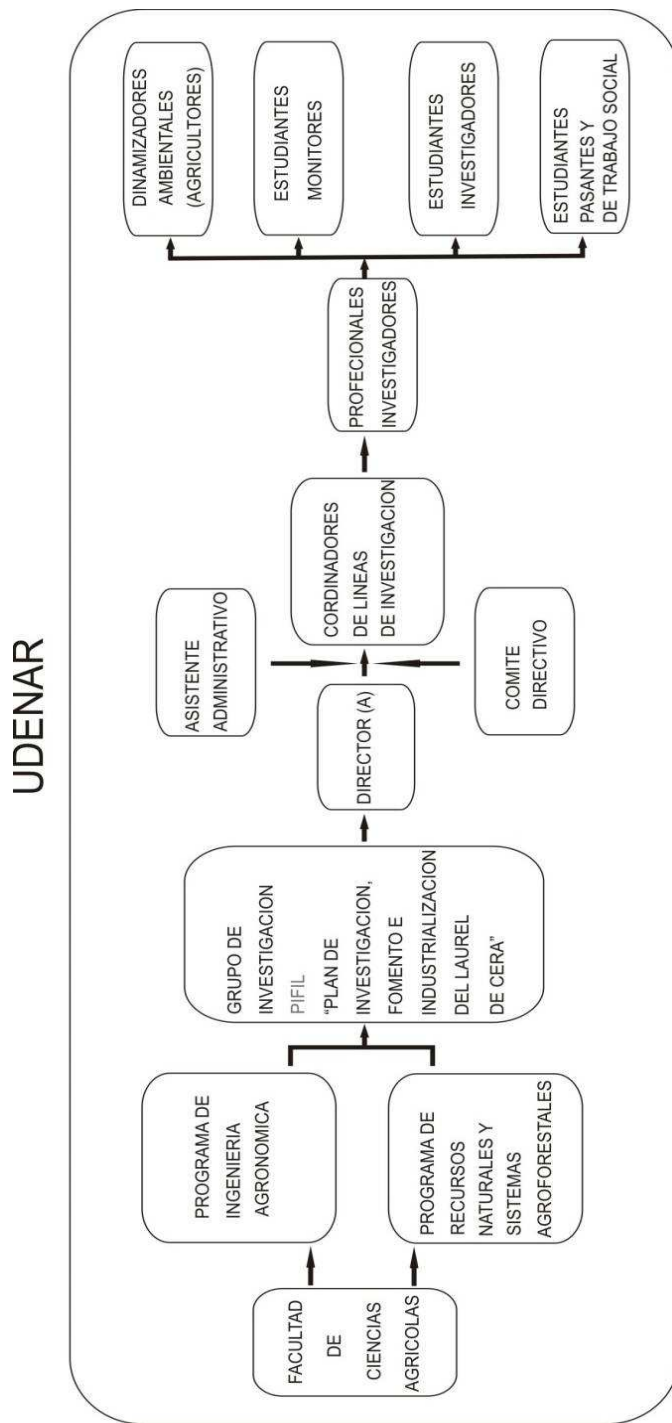 UDENAR
FACULTAD
DE
CIENCIAS
AGRICOLAS
PROGRAMA DE
INGENIERIA
AGRONOMICA
PROGRAMA DE
RECURSOS
NATURALES Y
SISTEMAS
AGROFORESTALES
GRUPO DE
INVESTIGACION
PIFIL
“PLAN DE
INVESTIGACION,
FOMENTO E
INDUSTRIALIZACION
DEL LAUREL
DE CERA”
DIRECTOR (A)
ASISTENTE
ADMINISTRATIVO
COMITE
DIRECTIVO
CORDINADORES
DE LINEAS
DE INVESTIGACION
PROFECIONALES
INVESTIGADORES
DINAMIZADORES
AMBIENTALES
(AGRICULTORES)
ESTUDIANTES
MONITORES
ESTUDIANTES
INVESTIGADORES
ESTUDIANTES
PASANTES Y
DE TRABAJO SOCIAL